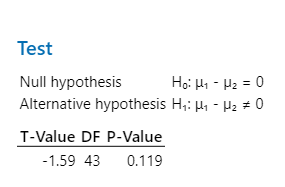 Test
Null hypothesis H₀: μ₁ - μ₂ = 0
Alternative hypothesis H₁: μ₁ - μ₂ ≠ 0
T-Value DF P-Value
-1.59 43 0.119